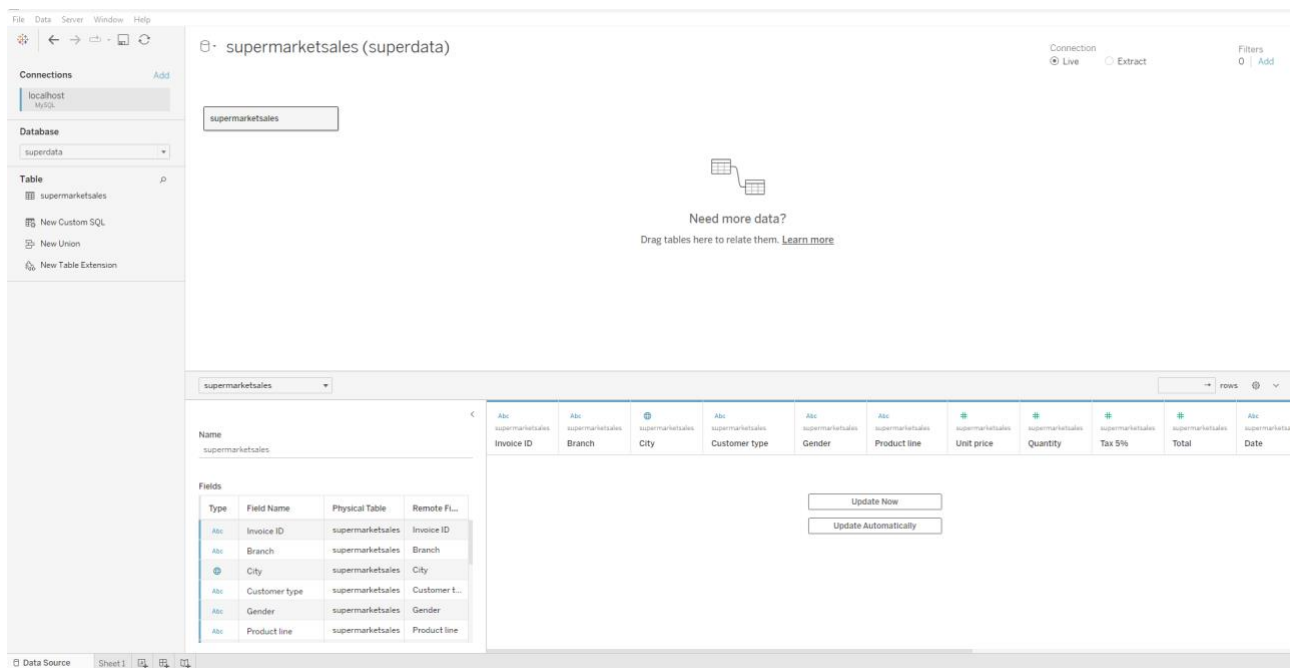 File Data Server Window Help
supermarketsales (superdata)
Connection
Live Extract
Filters
0 Add
Connections Add
localhost
MySQL
Database
superdata
Table
supermarketsales
New Custom SQL
New Union
New Table Extension
supermarketsales
Need more data?
Drag tables here to relate them. Learn more
supermarketsales
rows
Name
supermarketsales
Fields
Type Field Name Physical Table Remote Fi...
Abc Invoice ID supermarketsales Invoice ID
Abc Branch supermarketsales Branch
City supermarketsales City
Abc Customer type supermarketsales Customer t...
Abc Gender supermarketsales Gender
Abc Product line supermarketsales Product line
Abc Abc Abc Abc Abc # # # # Abc
supermarketsales supermarketsales supermarketsales supermarketsales supermarketsales supermarketsales supermarketsales supermarketsales supermarketsales supermarketsales supermarketsa
Invoice ID Branch City Customer type Gender Product line Unit price Quantity Tax 5% Total Date
Update Now
Update Automatically
Data Source Sheet 1